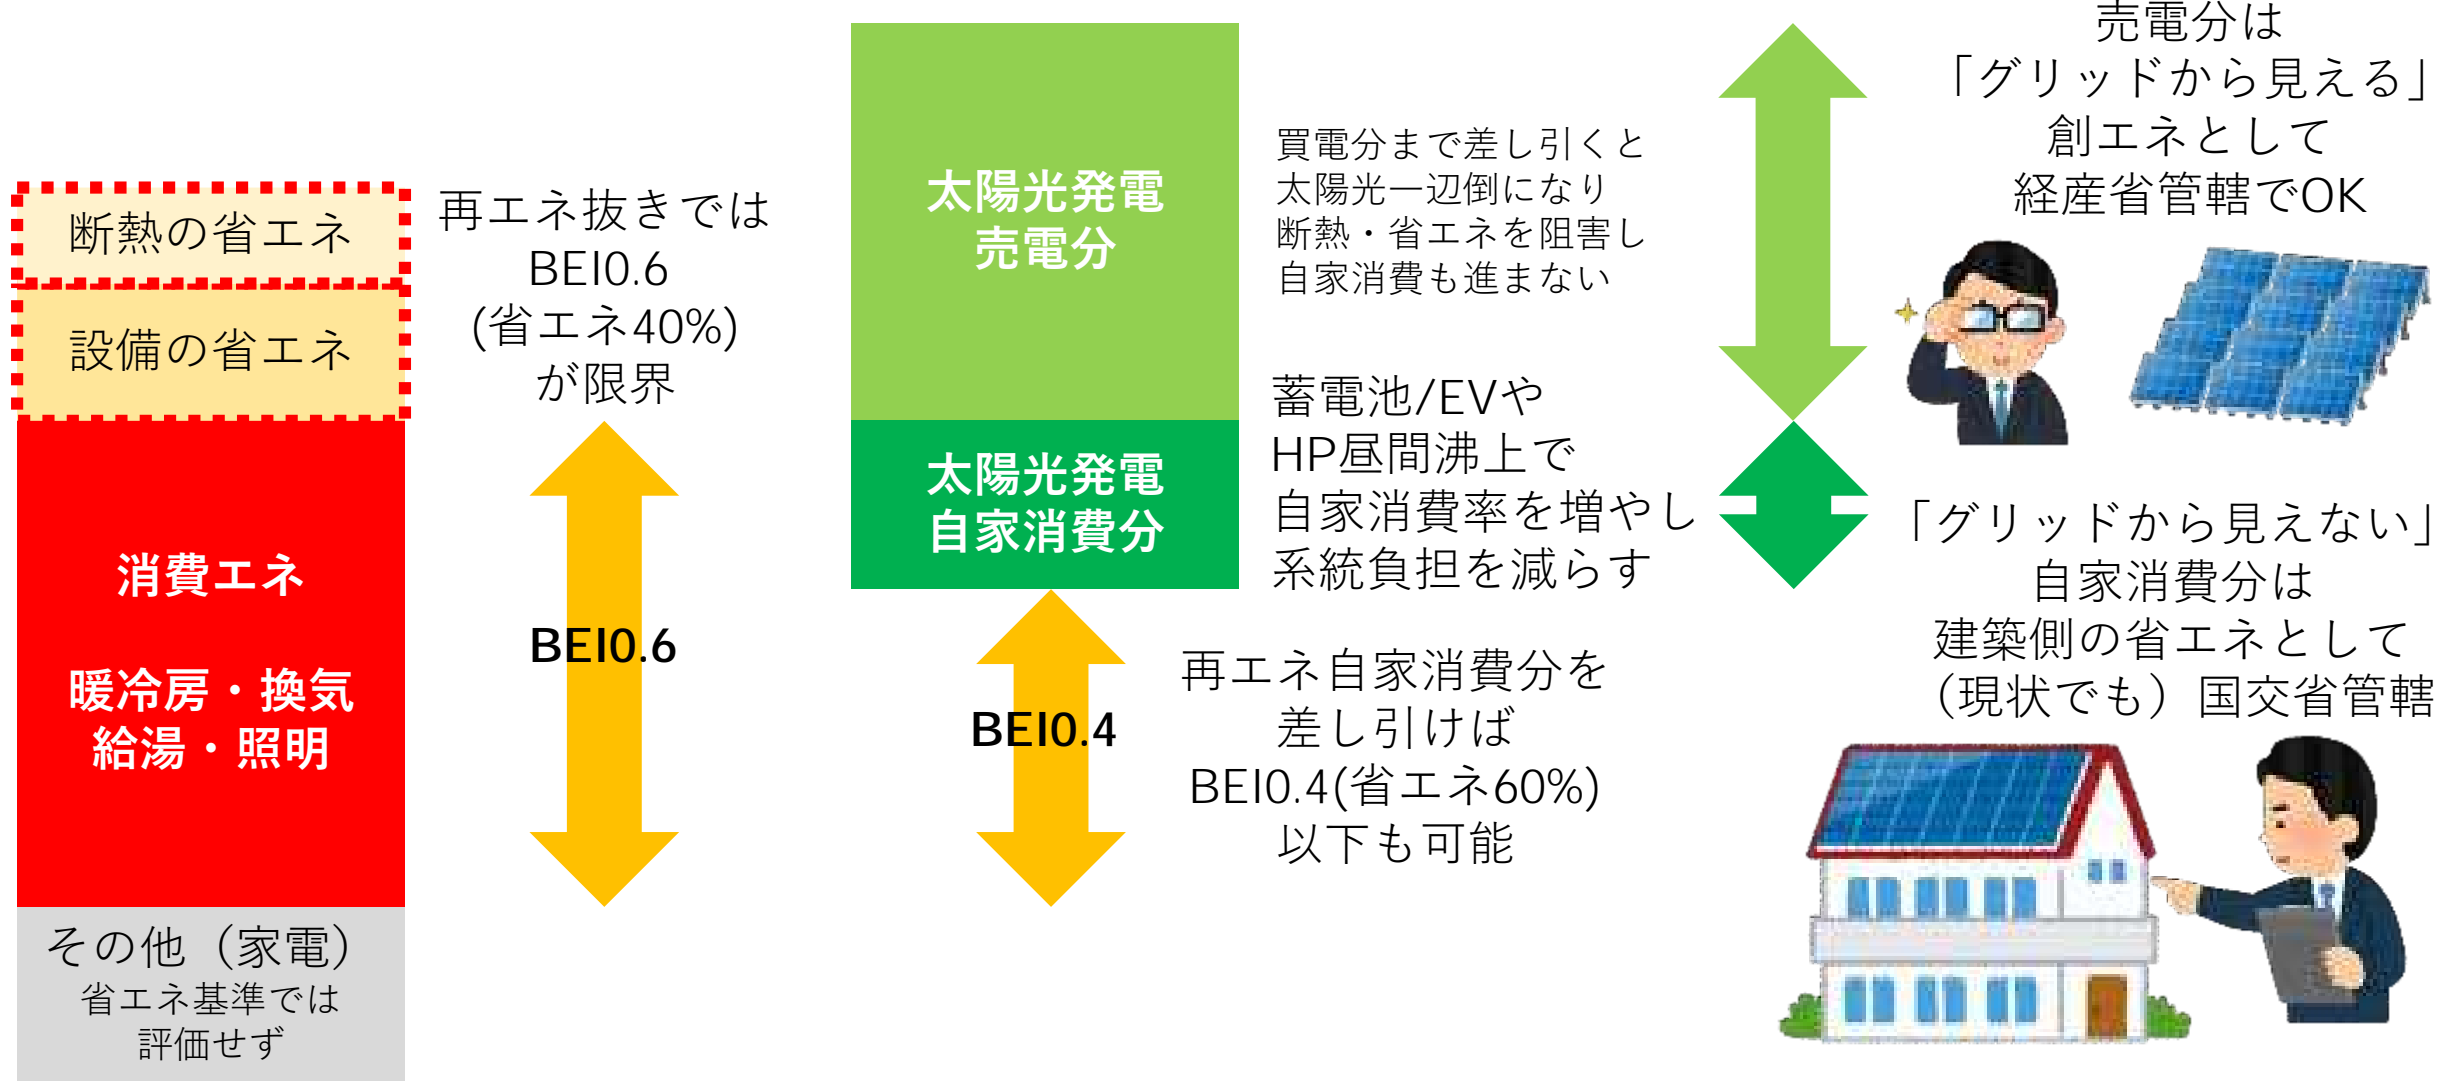 断熱の省エネ
設備の省エネ
消費エネ
暖冷房・換気
給湯・照明
その他（家電）
省エネ基準では
評価せず
再エネ抜きでは
BEI0.6
(省エネ40%)
が限界
BEI0.6
太陽光発電
売電分
太陽光発電
自家消費分
BEI0.4
買電分まで差し引くと
太陽光一辺倒になり
断熱・省エネを阻害し
自家消費も進まない
蓄電池/EVや
HP昼間沸上で
自家消費率を増やし
系統負担を減らす
再エネ自家消費分を
差し引けば
BEI0.4(省エネ60%)
以下も可能
売電分は
「グリッドから見える」
創エネとして
経産省管轄でOK
「グリッドから見えない」
自家消費分は
建築側の省エネとして
（現状でも）国交省管轄